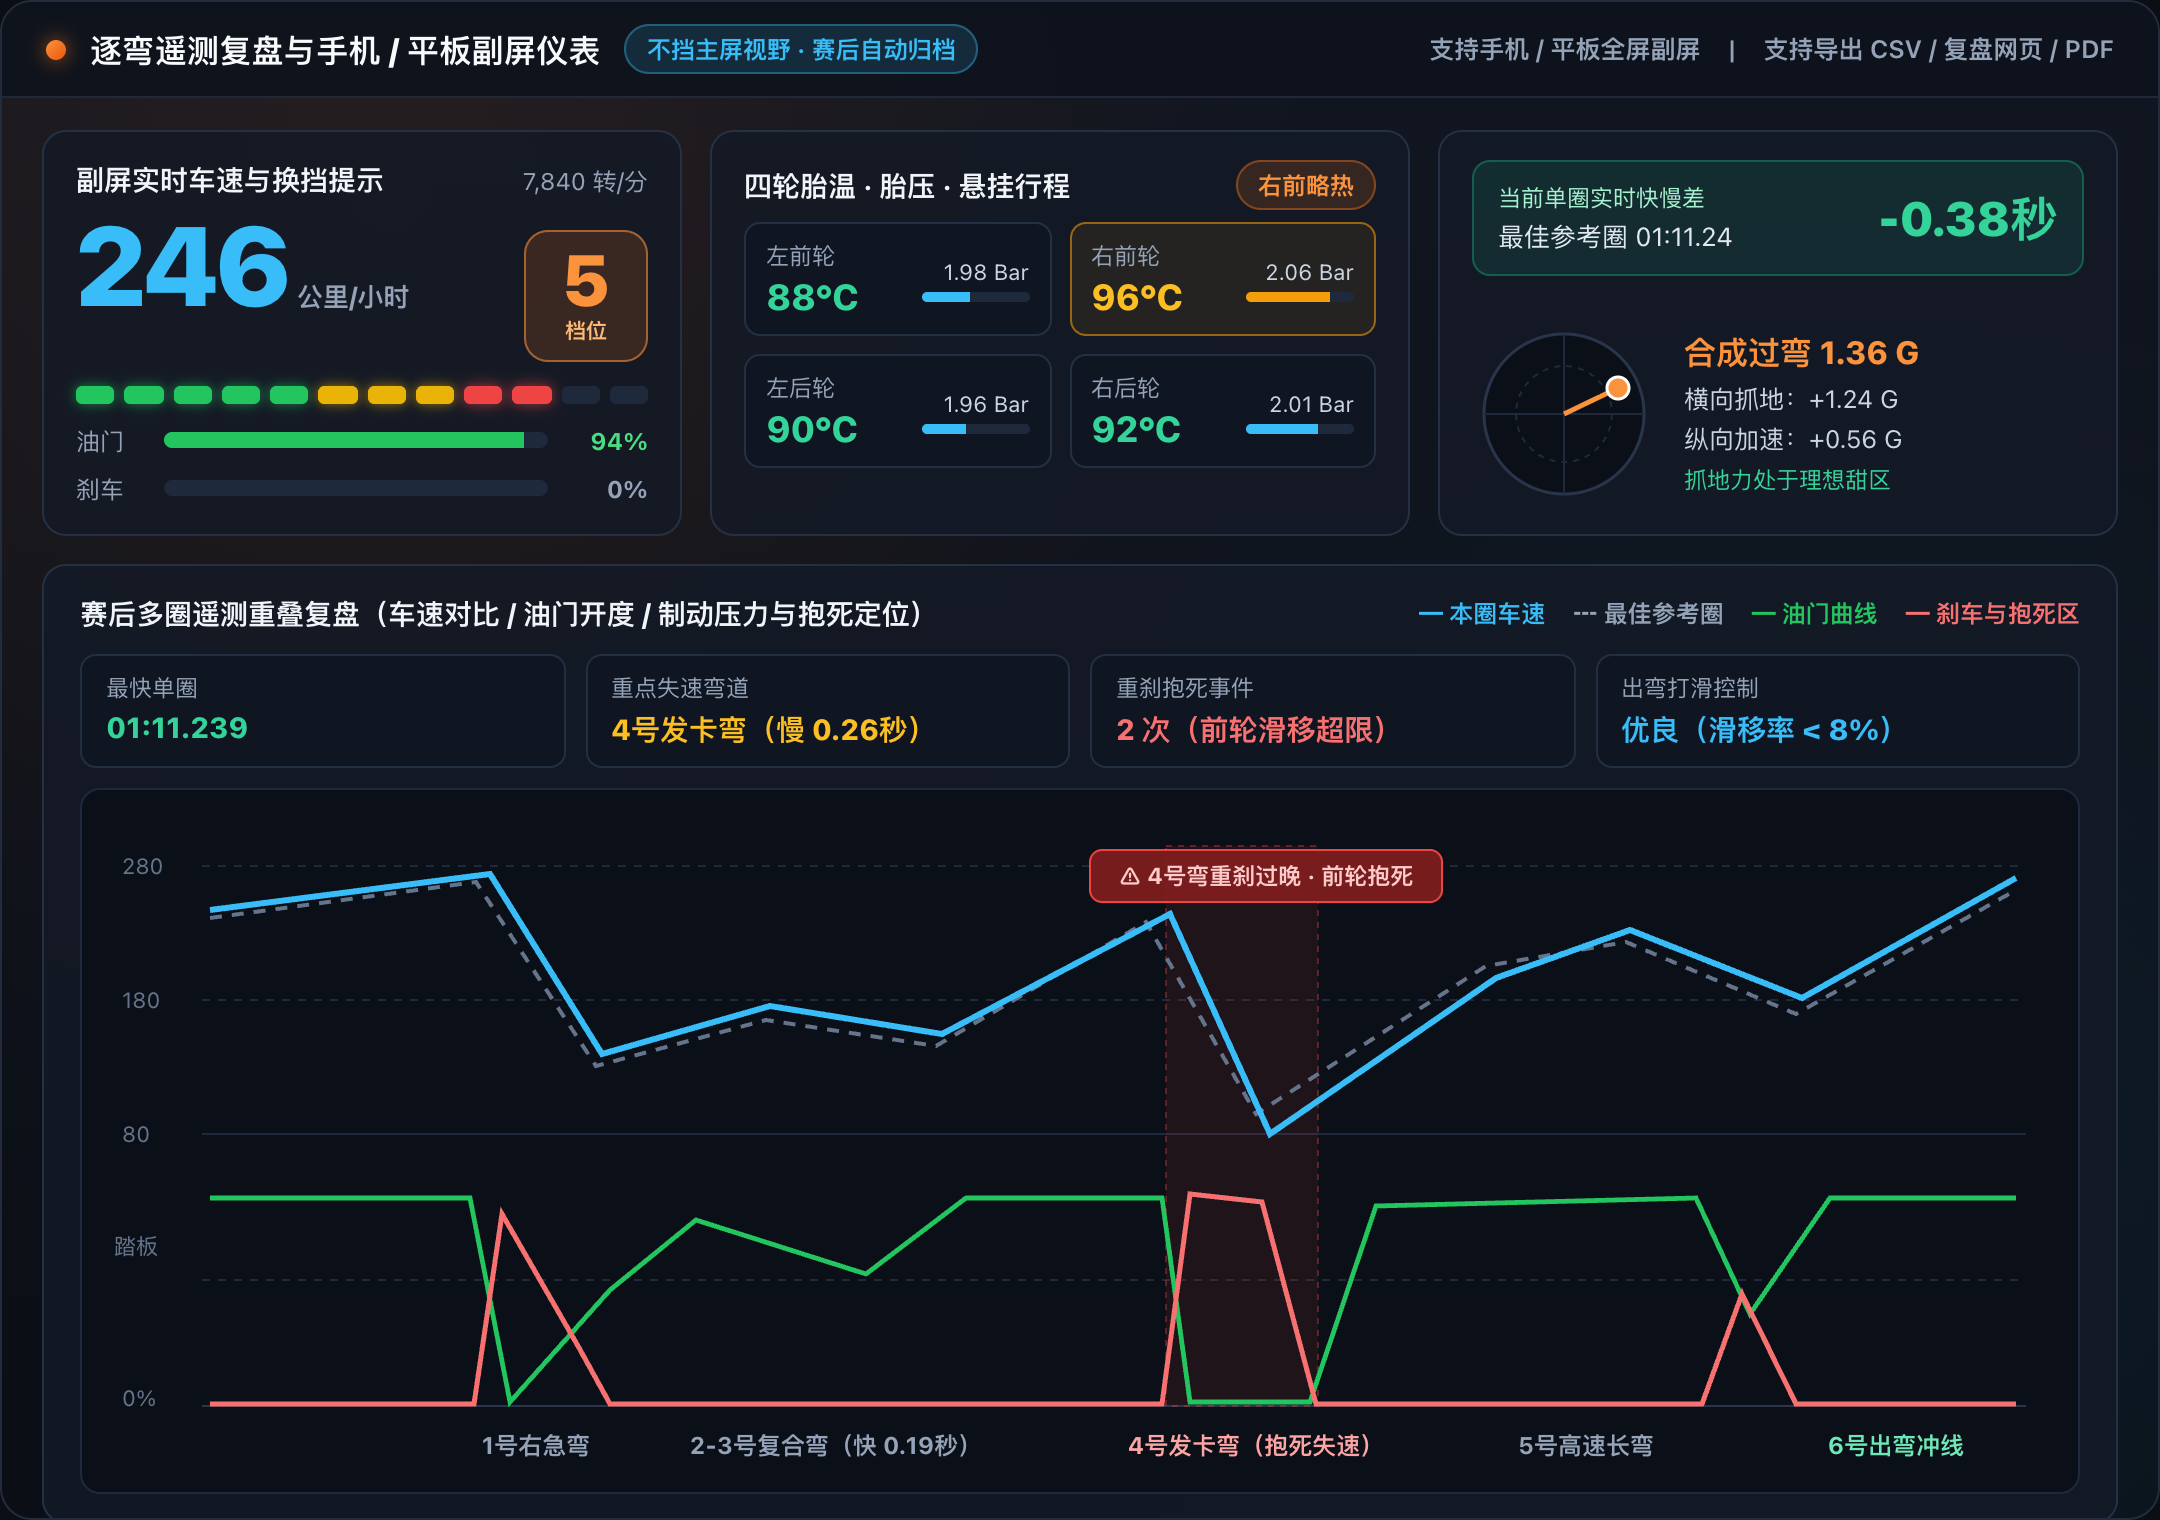 逐弯遥测复盘与手机 / 平板副屏仪表
不挡主屏视野 · 赛后自动归档
支持手机 / 平板全屏副屏 | 支持导出 CSV / 复盘网页 / PDF
副屏实时车速与换挡提示
7,840 转/分
246 公里/小时
5
档位
油门 94%
刹车 0%
四轮胎温 · 胎压 · 悬挂行程
右前略热
左前轮
88°C
1.98 Bar
右前轮
96°C
2.06 Bar
左后轮
90°C
1.96 Bar
右后轮
92°C
2.01 Bar
当前单圈实时快慢差
最佳参考圈 01:11.24
-0.38秒
合成过弯 1.36 G
横向抓地：+1.24 G
纵向加速：+0.56 G
抓地力处于理想甜区
赛后多圈遥测重叠复盘（车速对比 / 油门开度 / 制动压力与抱死定位）
本圈车速
最佳参考圈
油门曲线
刹车与抱死区
最快单圈
01:11.239
重点失速弯道
4号发卡弯（慢 0.26秒）
重刹抱死事件
2 次（前轮滑移超限）
出弯打滑控制
优良（滑移率 < 8%）
280
180
80
踏板
0%
⚠ 4号弯重刹过晚 · 前轮抱死
1号右急弯
2-3号复合弯（快 0.19秒）
4号发卡弯（抱死失速）
5号高速长弯
6号出弯冲线